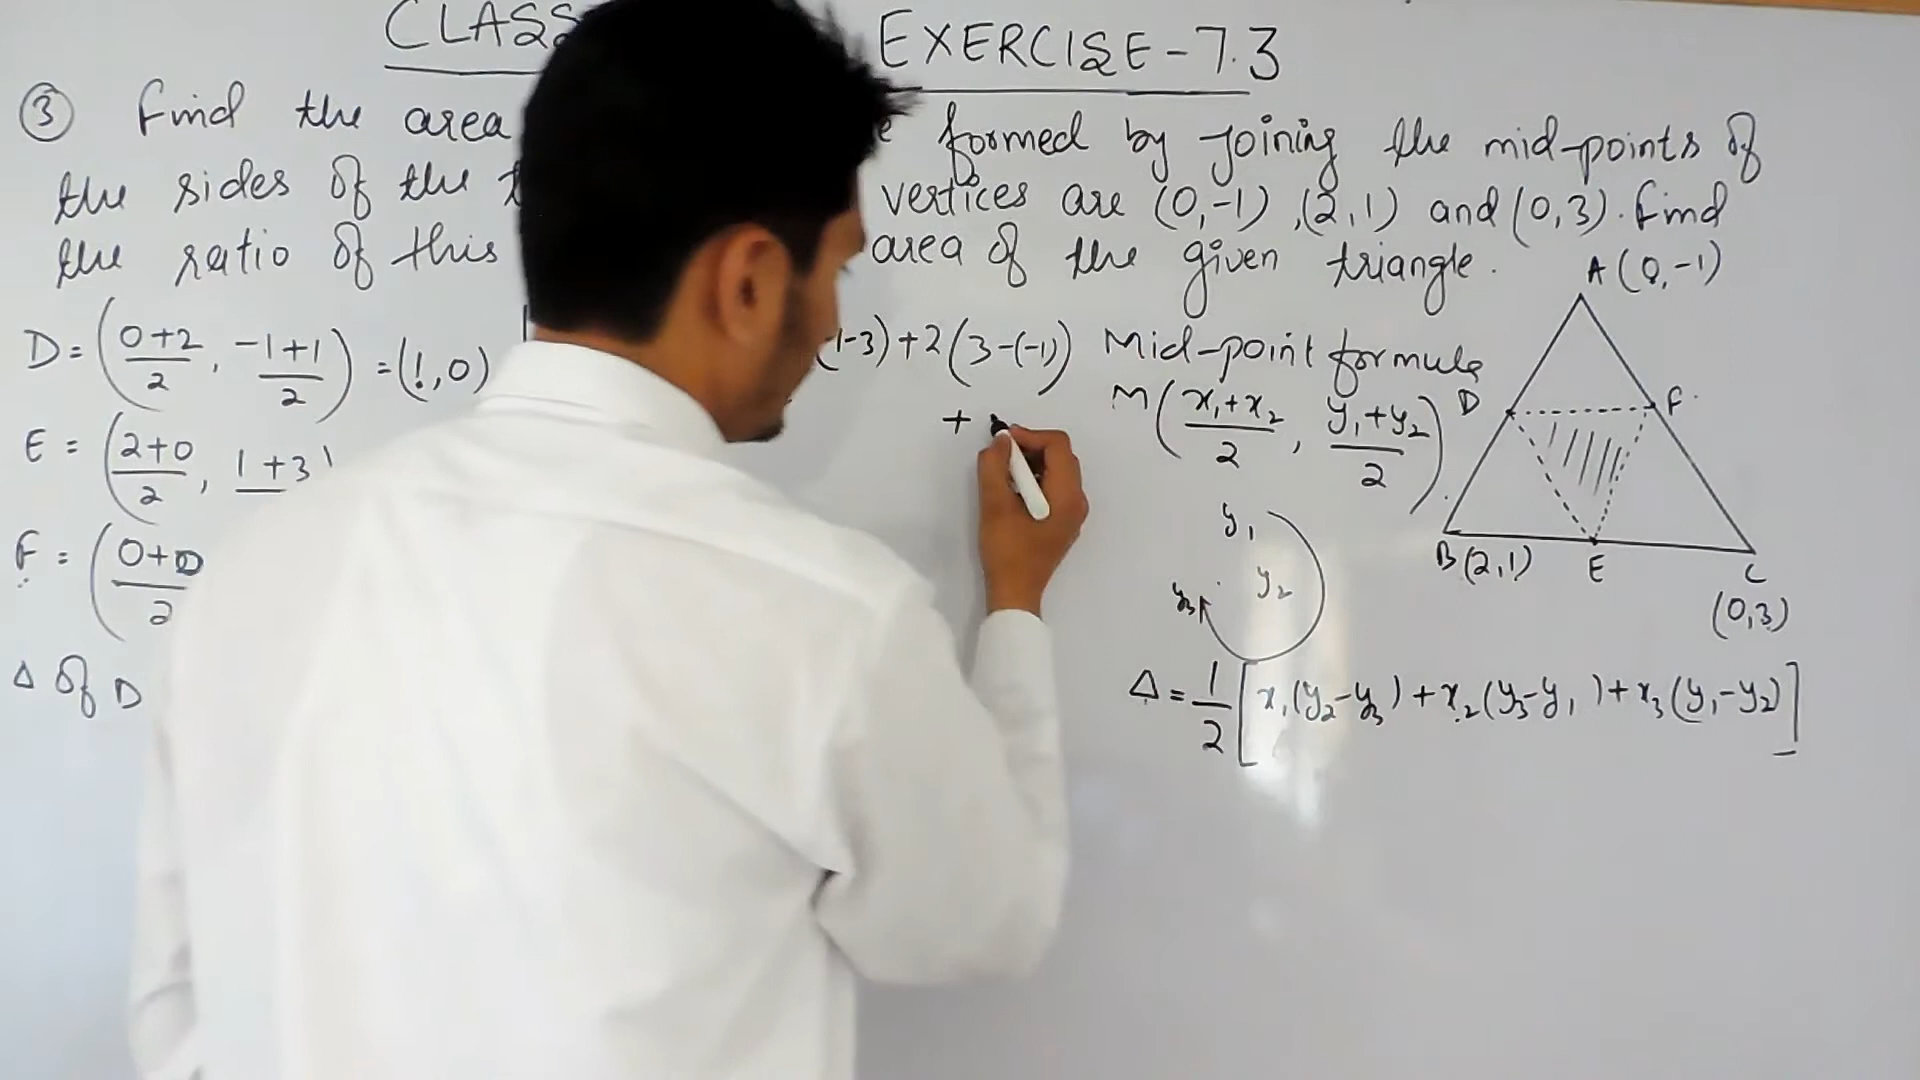 CLASS EXERCISE-7.3
③ Find the area formed by joining the mid-points of
the sides of the vertices are (0,-1), (2,1) and (0,3). Find
the ratio of this area of the given triangle.
D = (0+2/2, -1+1/2) = (1,0)
E = (2+0/2, 1+3
F = (0+0/2
Δ of D
(1-3)+2(3-(-1))
+
Mid-point formula
M(x₁+x₂/2, y₁+y₂/2)
y₁
y₂
y₃
A (0,-1)
D
F
B (2,1)
E
C
(0,3)
Δ = 1/2 [x₁(y₂-y₃)+x₂(y₃-y₁)+x₃(y₁-y₂)]